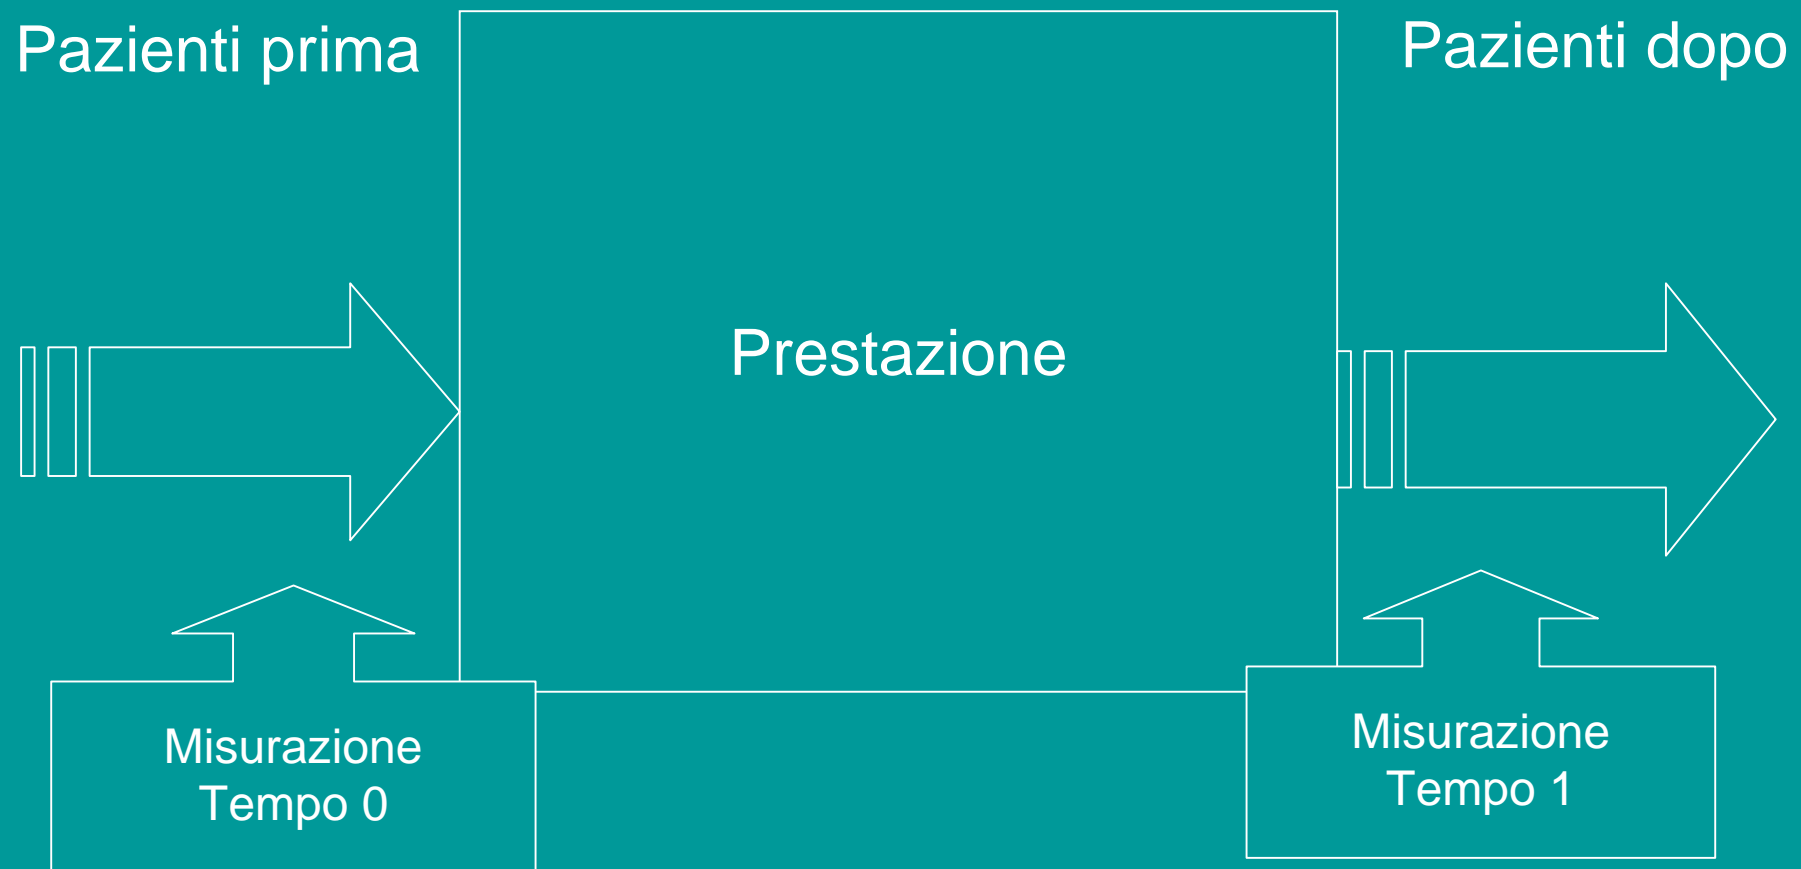 Pazienti prima
Pazienti dopo
Prestazione
Misurazione
Tempo 0
Misurazione
Tempo 1